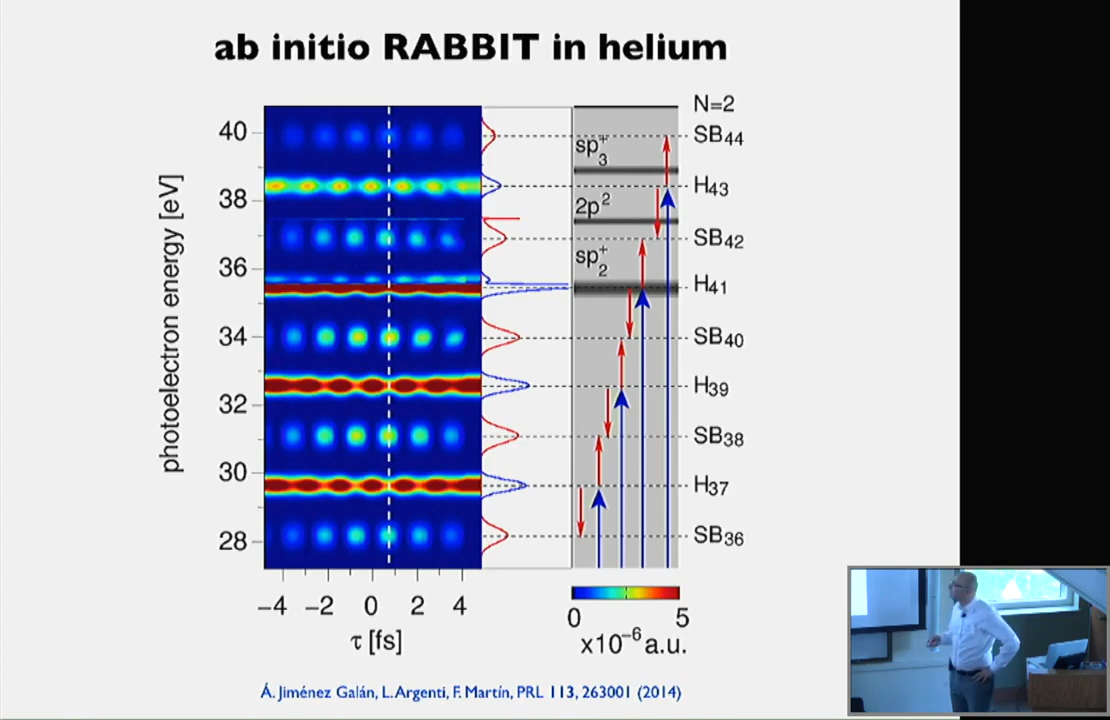 ab initio RABBIT in helium
photoelectron energy [eV]
40
38
36
34
32
30
28
−4 −2 0 2 4
τ [fs]
sp₃⁺
2p²
sp₂⁺
N=2
SB44
H43
SB42
H41
SB40
H39
SB38
H37
SB36
0 5
x10⁻⁶ a.u.
Á. Jiménez Galán, L. Argenti, F. Martín, PRL 113, 263001 (2014)